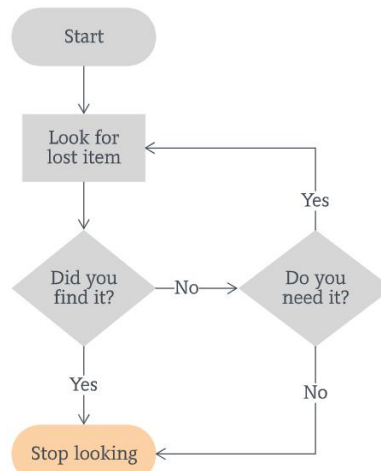 Start
Look for
lost item
Yes
Did you
find it?
No
Do you
need it?
Yes
No
Stop looking